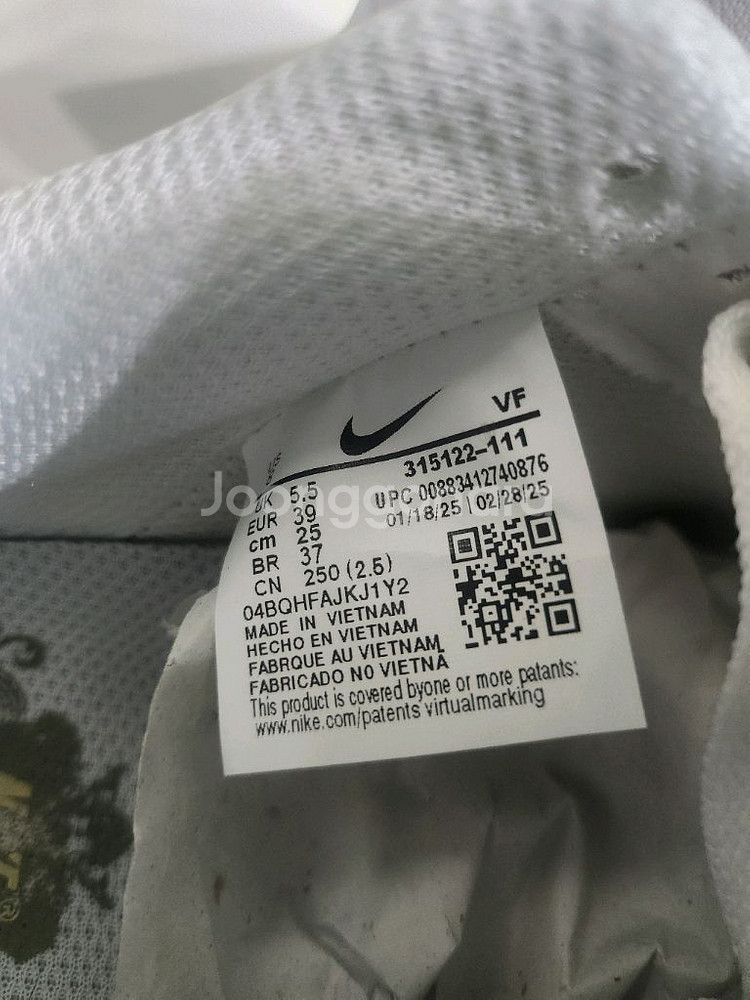 VF
315122-111
UPC 00883412740876
01/18/25 | 02/28/25
UK 5.5
EUR 39
cm 25
BR 37
CN 250 (2.5)
04BQHFAJKJ1Y2
MADE IN VIETNAM
HECHO EN VIETNAM
FABRIQUE AU VIETNAM
FABRICADO NO VIETNÃ
This product is covered byone or more patants:
www.nike.com/patents virtualmarking